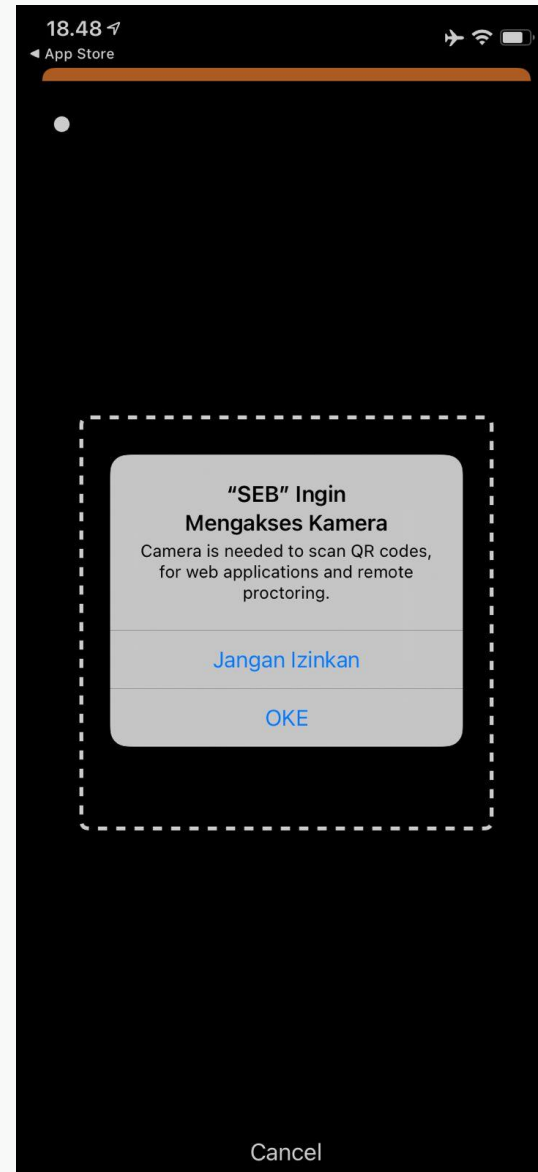 18.48
App Store
“SEB” Ingin
Mengakses Kamera
Camera is needed to scan QR codes,
for web applications and remote
proctoring.
Jangan Izinkan
OKE
Cancel